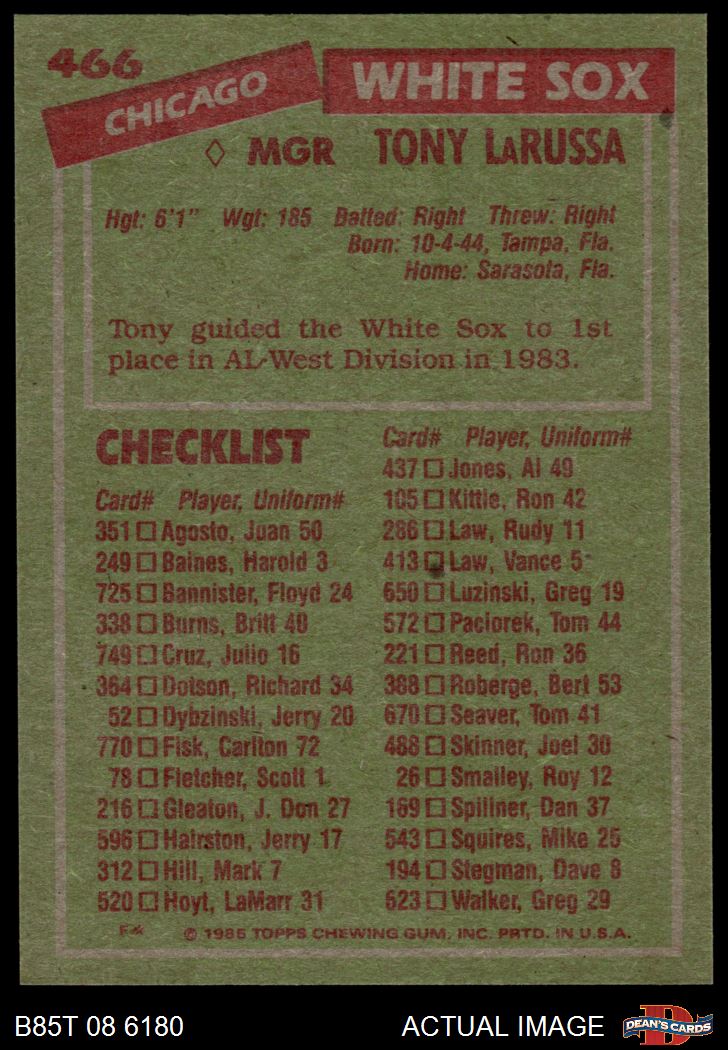 466
CHICAGO WHITE SOX
◊ MGR TONY LaRUSSA
Hgt: 6'1" Wgt: 185 Batted: Right Threw: Right
Born: 10-4-44, Tampa, Fla.
Home: Sarasota, Fla.
Tony guided the White Sox to 1st
place in AL-West Division in 1983.
CHECKLIST
Card# Player, Uniform#
351 □ Agosto, Juan 50
249 □ Baines, Harold 3
725 □ Bannister, Floyd 24
338 □ Burns, Britt 40
749 □ Cruz, Julio 16
364 □ Dotson, Richard 34
52 □ Dybzinski, Jerry 20
770 □ Fisk, Carlton 72
78 □ Fletcher, Scott 1
216 □ Gleaton, J. Don 27
596 □ Hairston, Jerry 17
312 □ Hill, Mark 7
520 □ Hoyt, LaMarr 31
Card# Player, Uniform#
437 □ Jones, Al 49
105 □ Kittle, Ron 42
286 □ Law, Rudy 11
413 □ Law, Vance 5
650 □ Luzinski, Greg 19
572 □ Paciorek, Tom 44
221 □ Reed, Ron 36
388 □ Roberge, Bert 53
670 □ Seaver, Tom 41
488 □ Skinner, Joel 30
26 □ Smalley, Roy 12
169 □ Spillner, Dan 37
543 □ Squires, Mike 25
194 □ Stegman, Dave 8
623 □ Walker, Greg 29
F* © 1985 TOPPS CHEWING GUM, INC. PRTD. IN U.S.A.
B85T 08 6180
ACTUAL IMAGE
D
DEAN'S CARDS